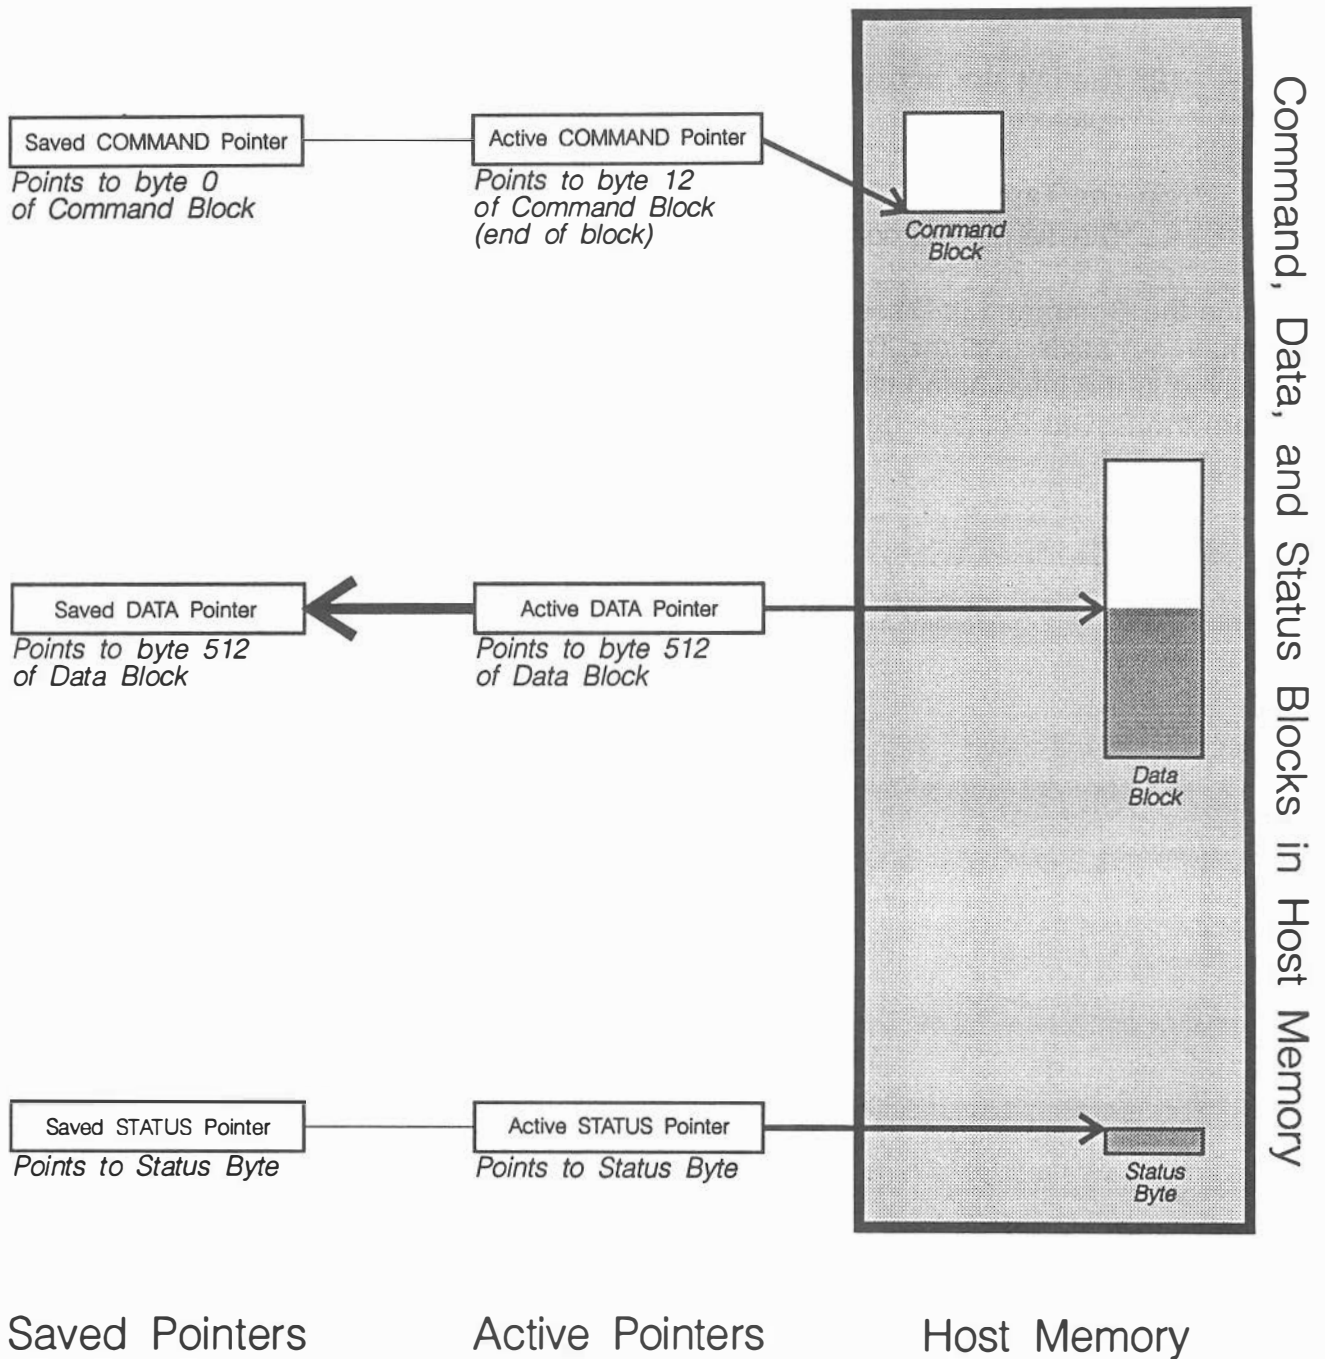 Saved COMMAND Pointer
Points to byte 0
of Command Block
Active COMMAND Pointer
Points to byte 12
of Command Block
(end of block)
Command
Block
Saved DATA Pointer
Points to byte 512
of Data Block
Active DATA Pointer
Points to byte 512
of Data Block
Data
Block
Saved STATUS Pointer
Points to Status Byte
Active STATUS Pointer
Points to Status Byte
Status
Byte
Command, Data, and Status Blocks in Host Memory
Saved Pointers
Active Pointers
Host Memory